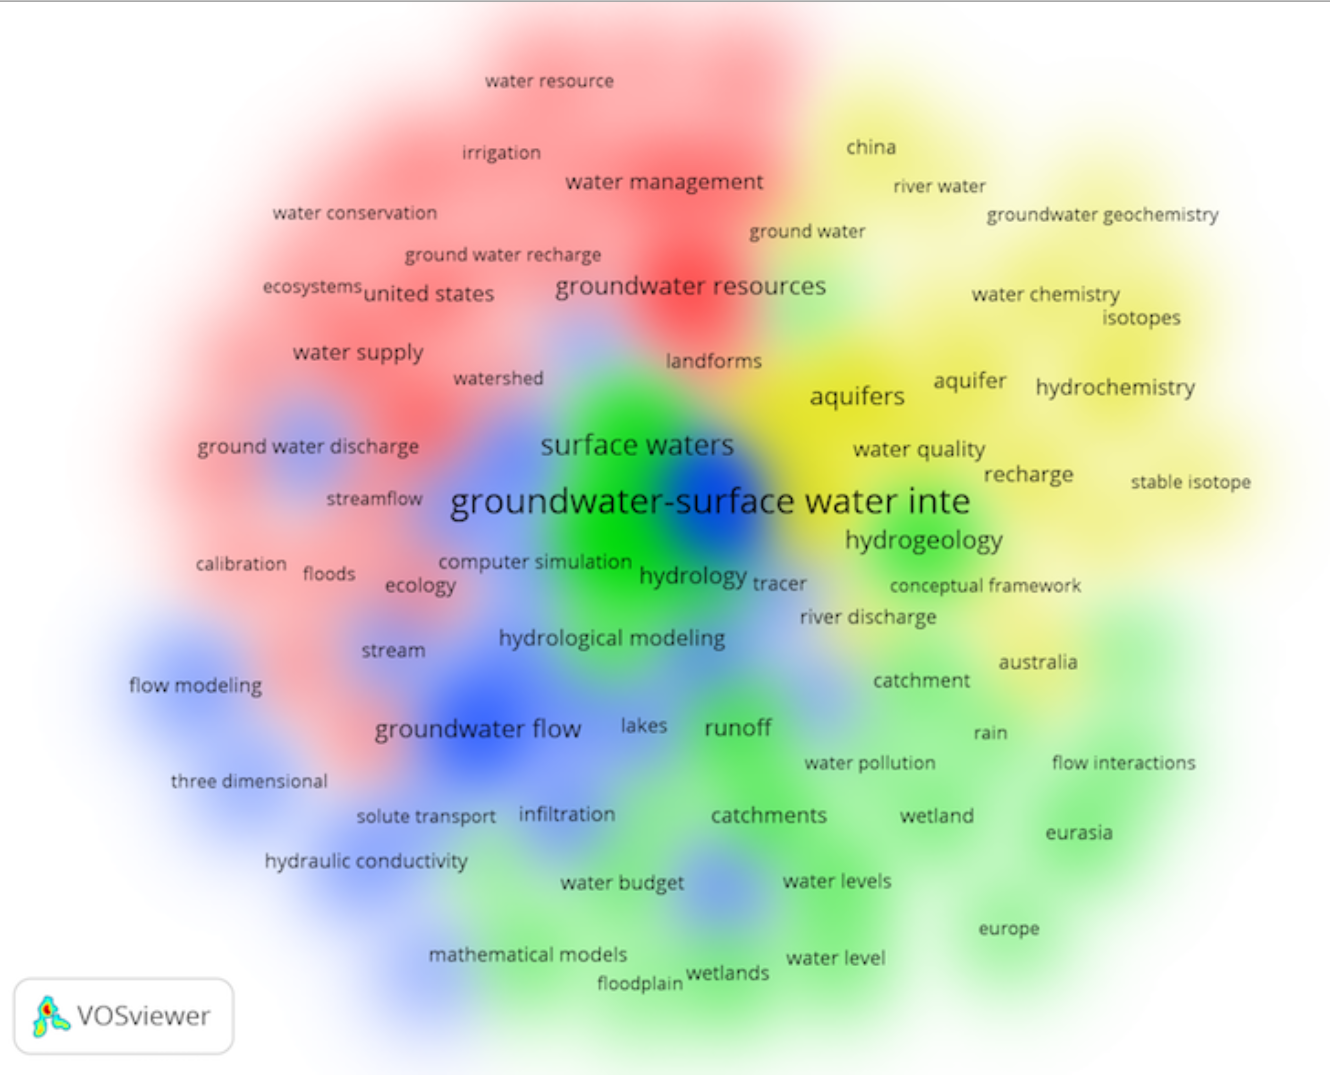 water resource
china
irrigation
water management
river water
water conservation
groundwater geochemistry
ground water
ground water recharge
ecosystems
united states
groundwater resources
water chemistry
isotopes
water supply
landforms
watershed
aquifers
aquifer
hydrochemistry
ground water discharge
surface waters
water quality
recharge
stable isotope
streamflow
groundwater-surface water inte
hydrogeology
calibration
floods
computer simulation
ecology
hydrology
tracer
conceptual framework
river discharge
stream
hydrological modeling
australia
flow modeling
catchment
groundwater flow
lakes
runoff
rain
water pollution
flow interactions
three dimensional
solute transport
infiltration
catchments
wetland
eurasia
hydraulic conductivity
water budget
water levels
europe
mathematical models
floodplain
wetlands
water level
VOSviewer